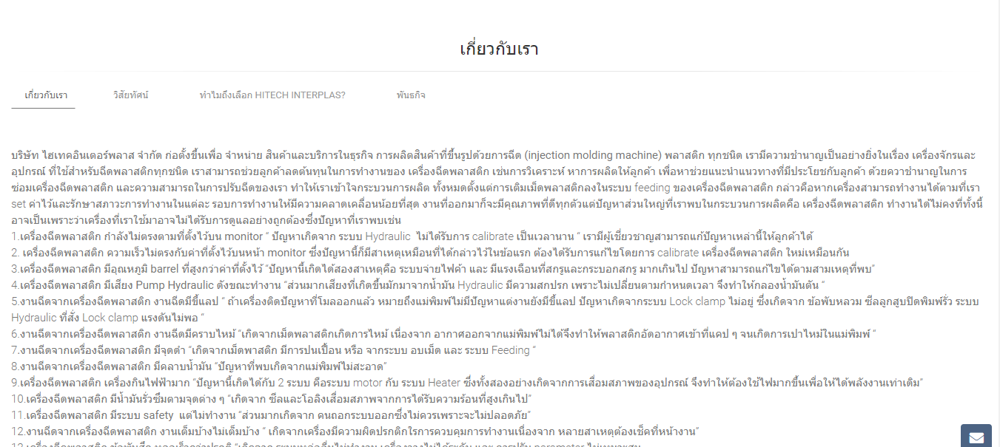 เกี่ยวกับเรา
เกี่ยวกับเรา วิสัยทัศน์ ทำไมถึงเลือก HITECH INTERPLAS? พันธกิจ
บริษัท ไฮเทคอินเตอร์พลาส จำกัด ก่อตั้งขึ้นเพื่อ จำหน่าย สินค้าและบริการในธุรกิจ การผลิตสินค้าที่ขึ้นรูปด้วยการฉีด (injection molding machine) พลาสติก ทุกชนิด เรามีความชำนาญเป็นอย่างยิ่งในเรื่อง เครื่องจักรและ
อุปกรณ์ ที่ใช้สำหรับฉีดพลาสติกทุกชนิด เราสามารถช่วยลูกค้าลดต้นทุนในการทำงานของ เครื่องฉีดพลาสติก เช่นการวิเคราะห์ หาการผลิตให้ลูกค้า เพื่อหาช่วยแนะนำแนวทางที่มีประโยชกับลูกค้า ด้วยควาชำนาญในการ
ซ่อมเครื่องฉีดพลาสติก และความสามารถในการปรับฉีดของเรา ทำให้เราเข้าใจกระบวนการผลิต ทั้งหมดตั้งแต่การเติมเม็ดพลาสติกลงในระบบ feeding ของเครื่องฉีดพลาสติก กล่าวคือหากเครื่องสามารถทำงานได้ตามที่เรา
set ค่าไว้และรักษาสภาวะการทำงานในแต่ละ รอบการทำงานให้มีความคลาดเคลื่อนน้อยที่สุด งานที่ออกมาก็จะมีคุณภาพที่ดีทุกตัวแต่ปัญหาส่วนใหญ่ที่เราพบในกระบวนการผลิตคือ เครื่องฉีดพลาสติก ทำงานได้ไม่คงที่ทั้งนี้
อาจเป็นเพราะว่าเครื่องที่เราใช้มาอาจไม่ได้รับการดูแลอย่างถูกต้องซึ่งปัญหาที่เราพบเช่น
1.เครื่องฉีดพลาสติก กำลังไม่ตรงตามที่ตั้งไว้บน monitor “ ปัญหาเกิดจาก ระบบ Hydraulic ไม่ได้รับการ calibrate เป็นเวลานาน “ เรามีผู้เชี่ยวชาญสามารถแก้ปัญหาเหล่านี้ให้ลูกค้าได้
2. เครื่องฉีดพลาสติก ความเร็วไม่ตรงกับค่าที่ตั้งไว้บนหน้า monitor ซึ่งปัญหานี้ก็มีสาเหตุเหมือนที่ได้กล่าวไว้ในข้อแรก ต้องได้รับการแก้ไขโดยการ calibrate เครื่องฉีดพลาสติก ใหม่เหมือนกัน
3.เครื่องฉีดพลาสติก มีอุณหภูมิ barrel ที่สูงกว่าค่าที่ตั้งไว้ “ปัญหานี้เกิดได้สองสาเหตุคือ ระบบจ่ายไฟค้า และ มีแรงเฉือนที่สกรูและกระบอกสกรู มากเกินไป ปัญหาสามารถแก้ไขได้ตามสามเหตุที่พบ”
4.เครื่องฉีดพลาสติก มีเสียง Pump Hydraulic ดังขณะทำงาน “ส่วนมากเสียงที่เกิดขึ้นมักมาจากน้ำมัน Hydraulic มีความสกปรก เพราะไม่เปลี่ยนตามกำหนดเวลา จึงทำให้กลองน้ำมันตัน “
5.งานฉีดจากเครื่องฉีดพลาสติก งานฉีดมีขี้แลป “ ถ้าเครื่องติดปัญหาที่โมลออกแล้ว หมายถึงแม่พิมพ์ไม่มีปัญหาแต่งานยังมีขี้แลป ปัญหาเกิดจากระบบ Lock clamp ไม่อยู่ ซึ่งเกิดจาก ข้อพับหลวม ซีลลูกสูบปิดพิมพ์รั่ว ระบบ
Hydraulic ที่สั่ง Lock clamp แรงดันไม่พอ “
6.งานฉีดจากเครื่องฉีดพลาสติก งานฉีดมีคราบไหม้ “เกิดจากเม็ดพลาสติกเกิดการไหม้ เนื่องจาก อากาศออกจากแม่พิมพ์ไม่ได้จึงทำให้พลาสติกอัดอากาศเข้าที่แคป ๆ จนเกิดการเปาไหม้ในแม่พิมพ์ “
7.งานฉีดจากเครื่องฉีดพลาสติก มีจุดดำ “เกิดจากเม็ดพาสติก มีการปนเปื้อน หรือ จากระบบ อบเม็ด และ ระบบ Feeding “
8.งานฉีดจากเครื่องฉีดพลาสติก มีคลาบน้ำมัน “ปัญหาที่พบเกิดจากแม่พิมพ์ไม่สะอาด”
9.เครื่องฉีดพลาสติก เครื่องกินไฟฟ้ามาก “ปัญหานี้เกิดได้กับ 2 ระบบ คือระบบ motor กับ ระบบ Heater ซึ่งทั้งสองอย่างเกิดจากการเสื่อมสภาพของอุปกรณ์ จึงทำให้ต้องใช้ไฟมากขึ้นเพื่อให้ได้พลังงานเท่าเดิม”
10.เครื่องฉีดพลาสติก มีน้ำมันรั่วซึมตามจุดต่าง ๆ “เกิดจาก ซีลและโอลิงเสื่อมสภาพจากการได้รับความร้อนที่สูงเกินไป”
11.เครื่องฉีดพลาสติก มีระบบ safety แต่ไม่ทำงาน “ส่วนมากเกิดจาก คนถอกระบบออกซึ่งไม่ควรเพราะจะไม่ปลอดภัย”
12.งานฉีดจากเครื่องฉีดพลาสติก งานเต็มบ้างไม่เต็มบ้าง “ เกิดจากเครื่องมีความผิดปรกติใรการควบคุมการทำงานเนื่องจาก หลายสาเหตุต้องเช็คที่หน้างาน”